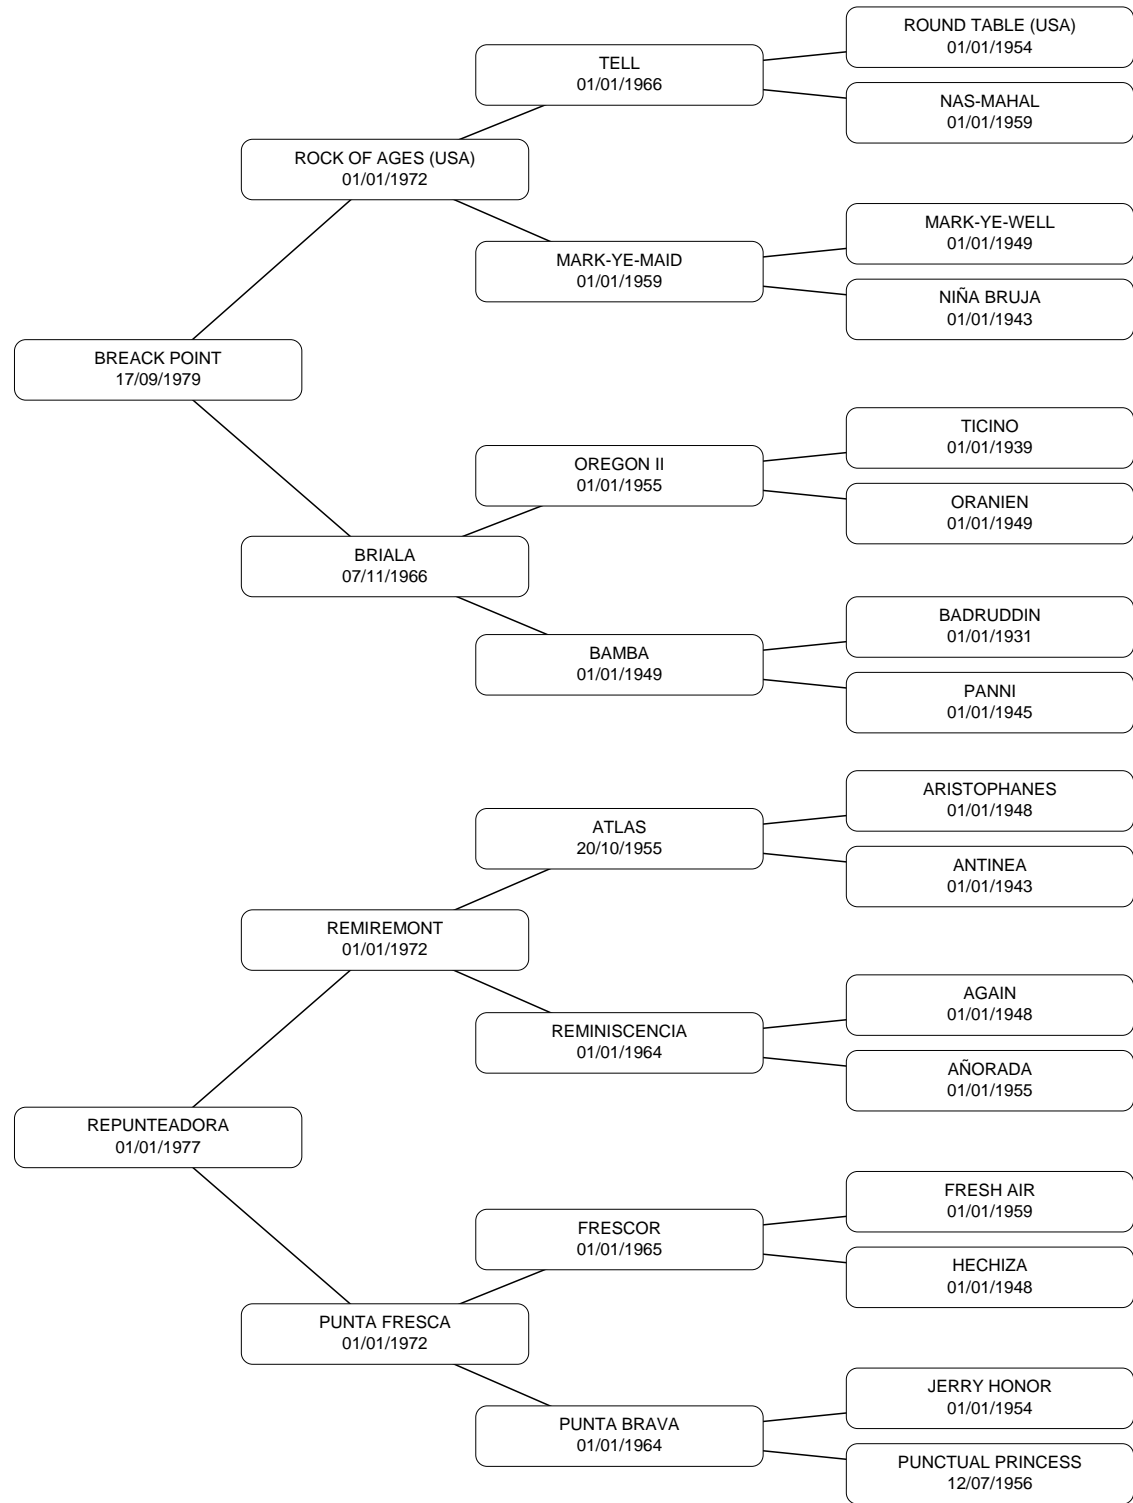 ROUND TABLE (USA)
01/01/1954
TELL
01/01/1966
NAS-MAHAL
01/01/1959
ROCK OF AGES (USA)
01/01/1972
MARK-YE-WELL
01/01/1949
MARK-YE-MAID
01/01/1959
NIÑA BRUJA
01/01/1943
BREACK POINT
17/09/1979
TICINO
01/01/1939
OREGON II
01/01/1955
ORANIEN
01/01/1949
BRIALA
07/11/1966
BADRUDDIN
01/01/1931
BAMBA
01/01/1949
PANNI
01/01/1945
ARISTOPHANES
01/01/1948
ATLAS
20/10/1955
ANTINEA
01/01/1943
REMIREMONT
01/01/1972
AGAIN
01/01/1948
REMINISCENCIA
01/01/1964
AÑORADA
01/01/1955
REPUNTEADORA
01/01/1977
FRESH AIR
01/01/1959
FRESCOR
01/01/1965
HECHIZA
01/01/1948
PUNTA FRESCA
01/01/1972
JERRY HONOR
01/01/1954
PUNTA BRAVA
01/01/1964
PUNCTUAL PRINCESS
12/07/1956